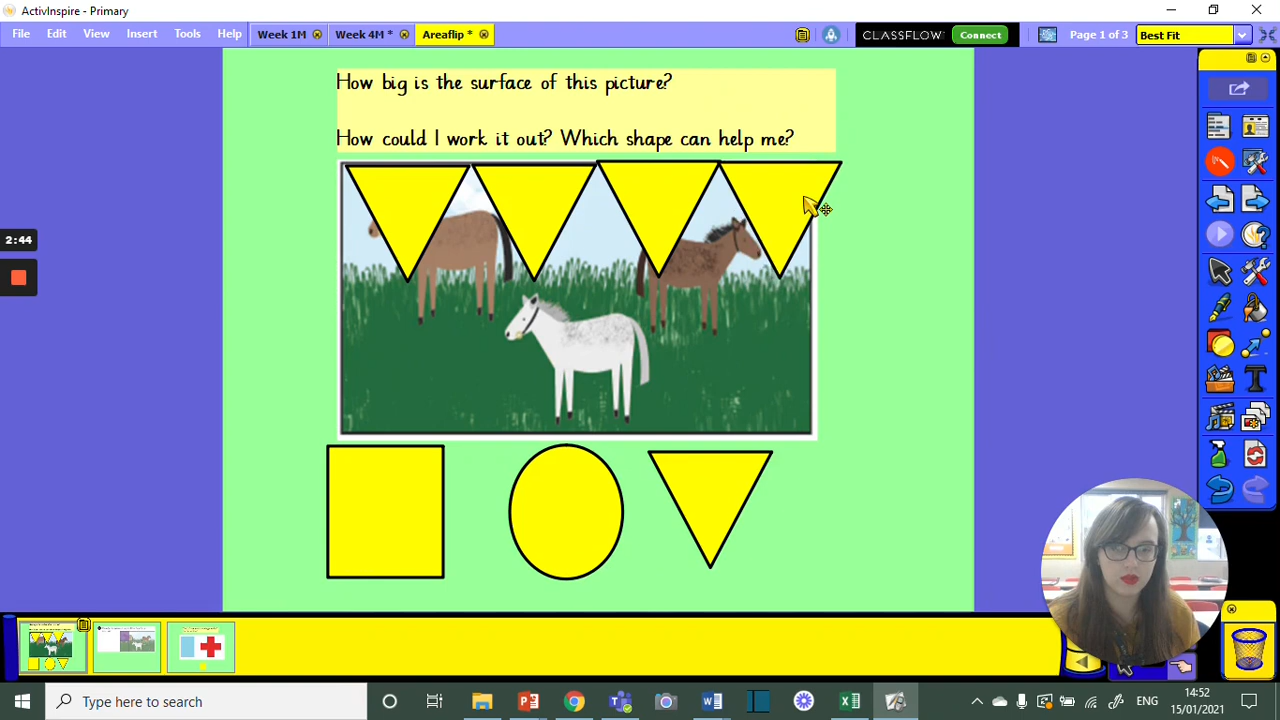 ActivInspire - Primary
File Edit View Insert Tools Help
Week 1M
Week 4M *
Areaflip *
CLASSFLOW
Connect
Page 1 of 3
Best Fit
How big is the surface of this picture?
How could I work it out? Which shape can help me?
2:44
Type here to search
ENG
14:52
15/01/2021